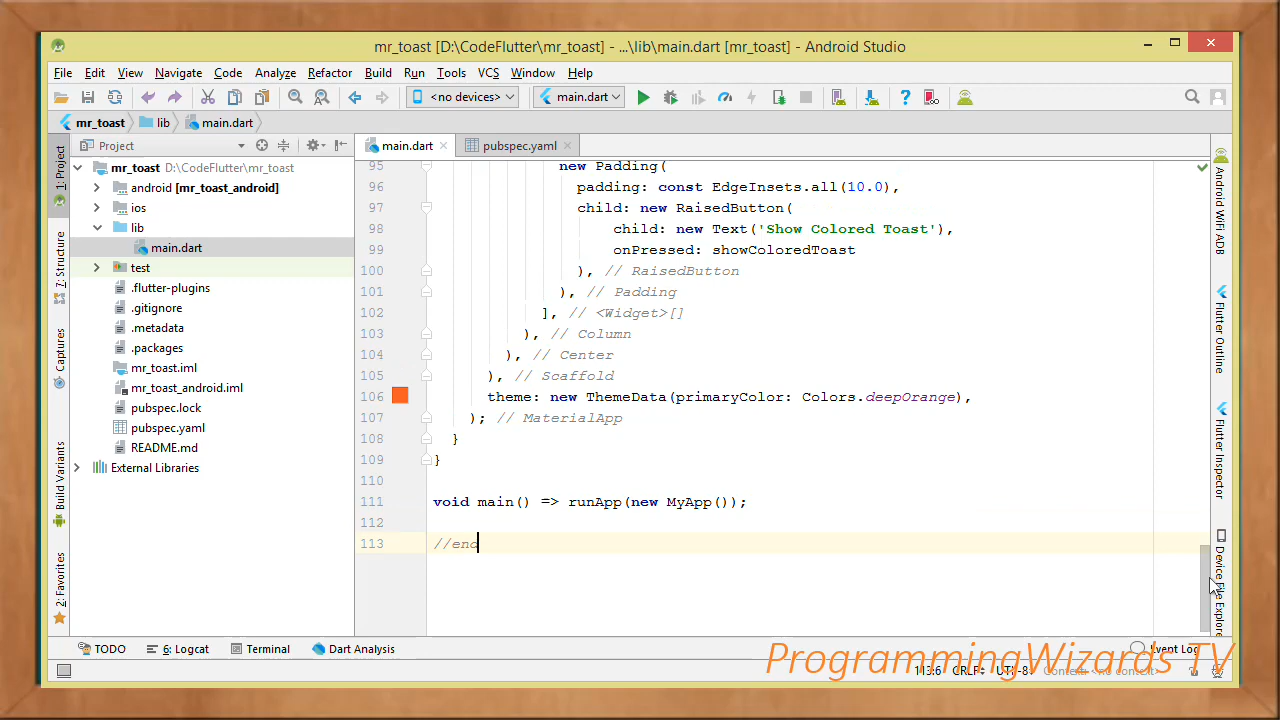 mr_toast [D:\CodeFlutter\mr_toast] - ...\lib\main.dart [mr_toast] - Android Studio
File Edit View Navigate Code Analyze Refactor Build Run Tools VCS Window Help
<no devices> main.dart
mr_toast lib main.dart
Project
main.dart
pubspec.yaml
1: Project
7: Structure
Captures
Build Variants
2: Favorites
mr_toast D:\CodeFlutter\mr_toast
android [mr_toast_android]
ios
lib
main.dart
test
.flutter-plugins
.gitignore
.metadata
.packages
mr_toast.iml
mr_toast_android.iml
pubspec.lock
pubspec.yaml
README.md
External Libraries
95 new Padding(
96 padding: const EdgeInsets.all(10.0),
97 child: new RaisedButton(
98 child: new Text('Show Colored Toast'),
99 onPressed: showColoredToast
100 ), // RaisedButton
101 ), // Padding
102 ], // <Widget>[]
103 ), // Column
104 ), // Center
105 ), // Scaffold
106 theme: new ThemeData(primaryColor: Colors.deepOrange),
107 ); // MaterialApp
108 }
109 }
110
111 void main() => runApp(new MyApp());
112
113 //end
Android WiFi ADB
Flutter Outline
Flutter Inspector
Device File Explorer
TODO 6: Logcat Terminal Dart Analysis Event Log
ProgrammingWizards TV
113:6 CRLF UTF-8 Context: <no context>